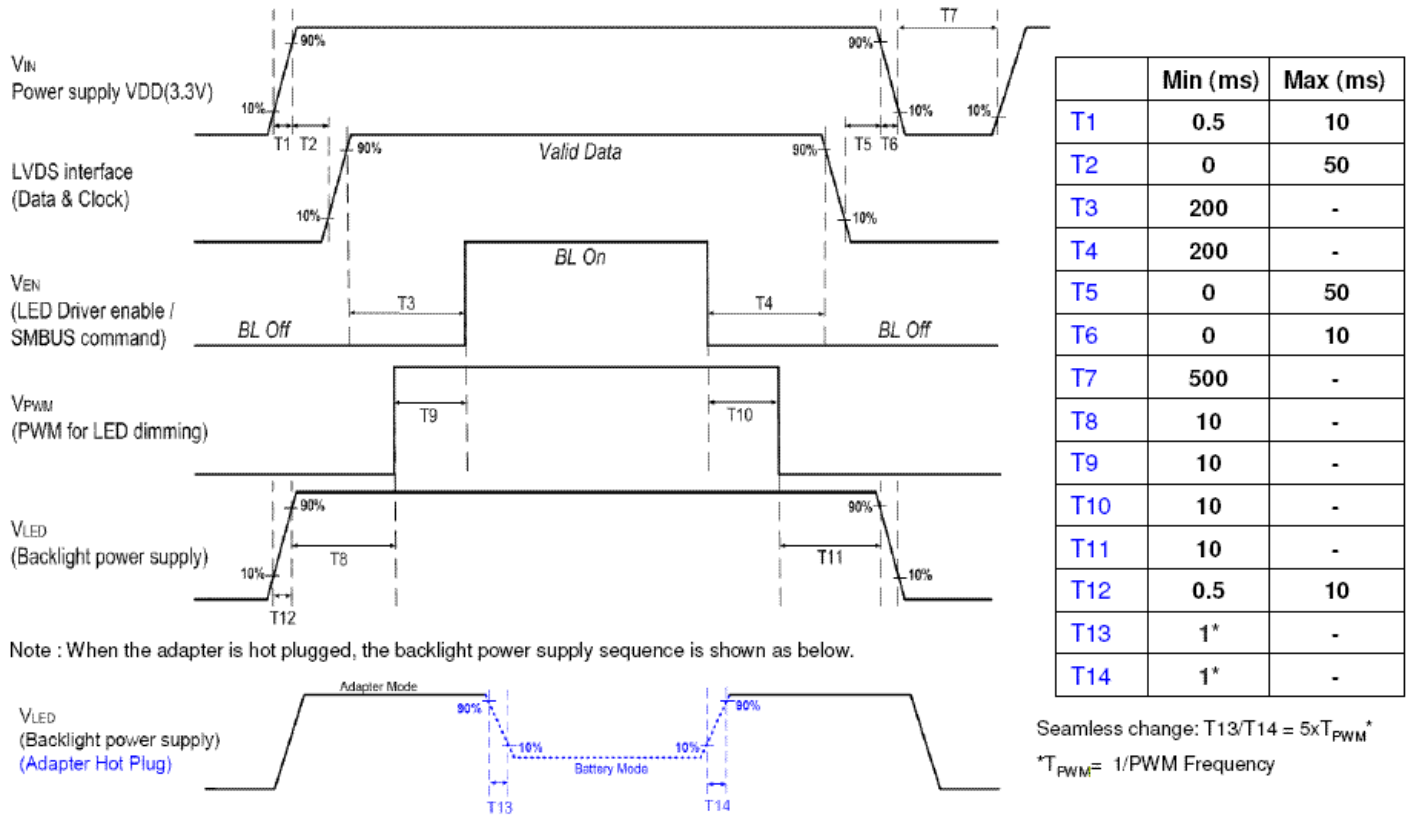 T7
90%
90%
VIN
Power supply VDD(3.3V)
10%
10%
10%
T1 T2
T5 T6
90%
Valid Data
90%
LVDS interface
(Data & Clock)
10%
10%
BL On
VEN
(LED Driver enable /
SMBUS command)
BL Off
T3
T4
BL Off
VPWM
(PWM for LED dimming)
T9
T10
90%
90%
VLED
(Backlight power supply)
T8
T11
10%
10%
T12
Note : When the adapter is hot plugged, the backlight power supply sequence is shown as below.
Adapter Mode
90%
90%
VLED
(Backlight power supply)
(Adapter Hot Plug)
10%
10%
Battery Mode
T13
T14
Min (ms) Max (ms)
T1 0.5 10
T2 0 50
T3 200 -
T4 200 -
T5 0 50
T6 0 10
T7 500 -
T8 10 -
T9 10 -
T10 10 -
T11 10 -
T12 0.5 10
T13 1* -
T14 1* -
Seamless change: T13/T14 = 5xTPWM*
*TPWM= 1/PWM Frequency